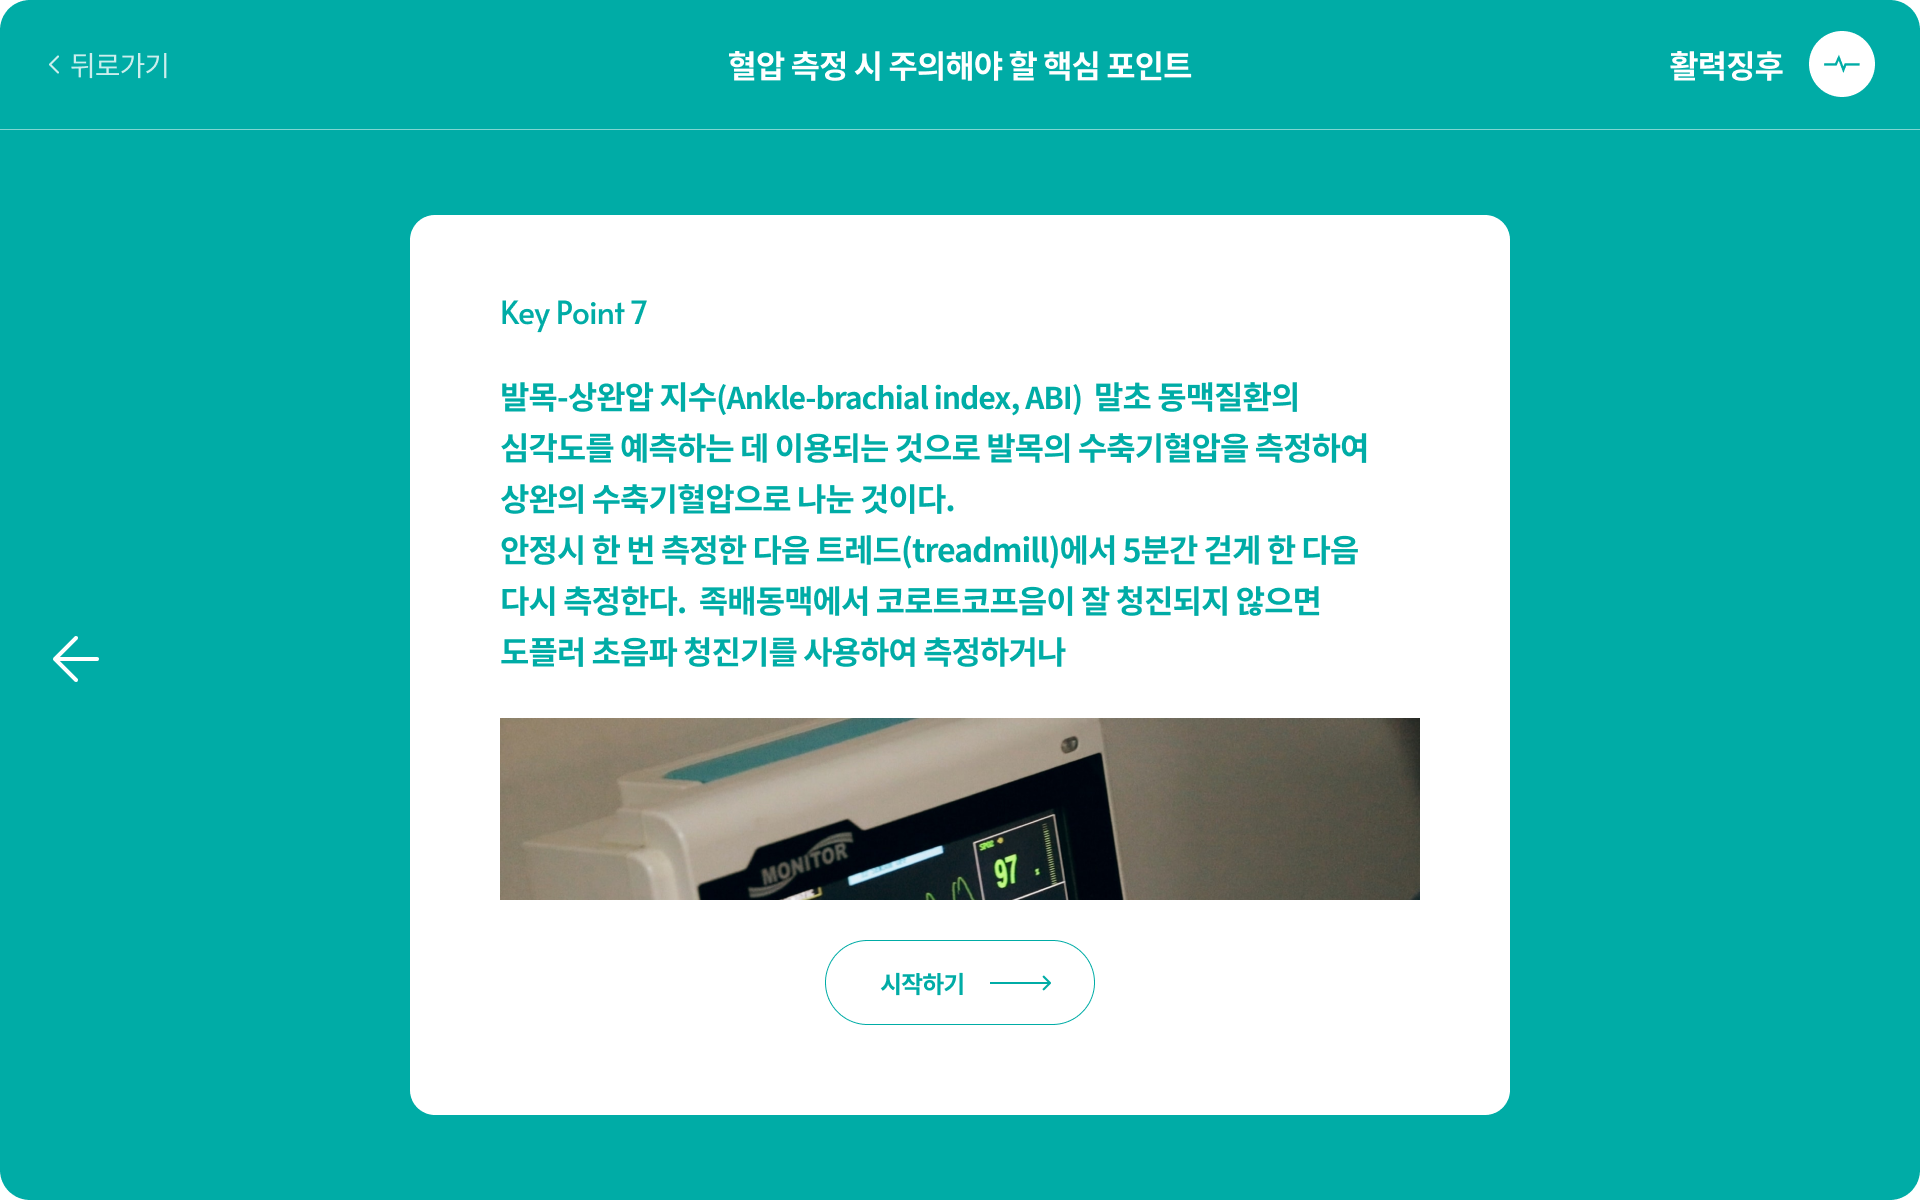 뒤로가기
혈압 측정 시 주의해야 할 핵심 포인트
활력징후
Key Point 7
발목-상완압 지수(Ankle-brachial index, ABI) 말초 동맥질환의
심각도를 예측하는 데 이용되는 것으로 발목의 수축기혈압을 측정하여
상완의 수축기혈압으로 나눈 것이다.
안정시 한 번 측정한 다음 트레드(treadmill)에서 5분간 걷게 한 다음
다시 측정한다. 족배동맥에서 코로트코프음이 잘 청진되지 않으면
도플러 초음파 청진기를 사용하여 측정하거나
MONITOR
SPO2
97
시작하기